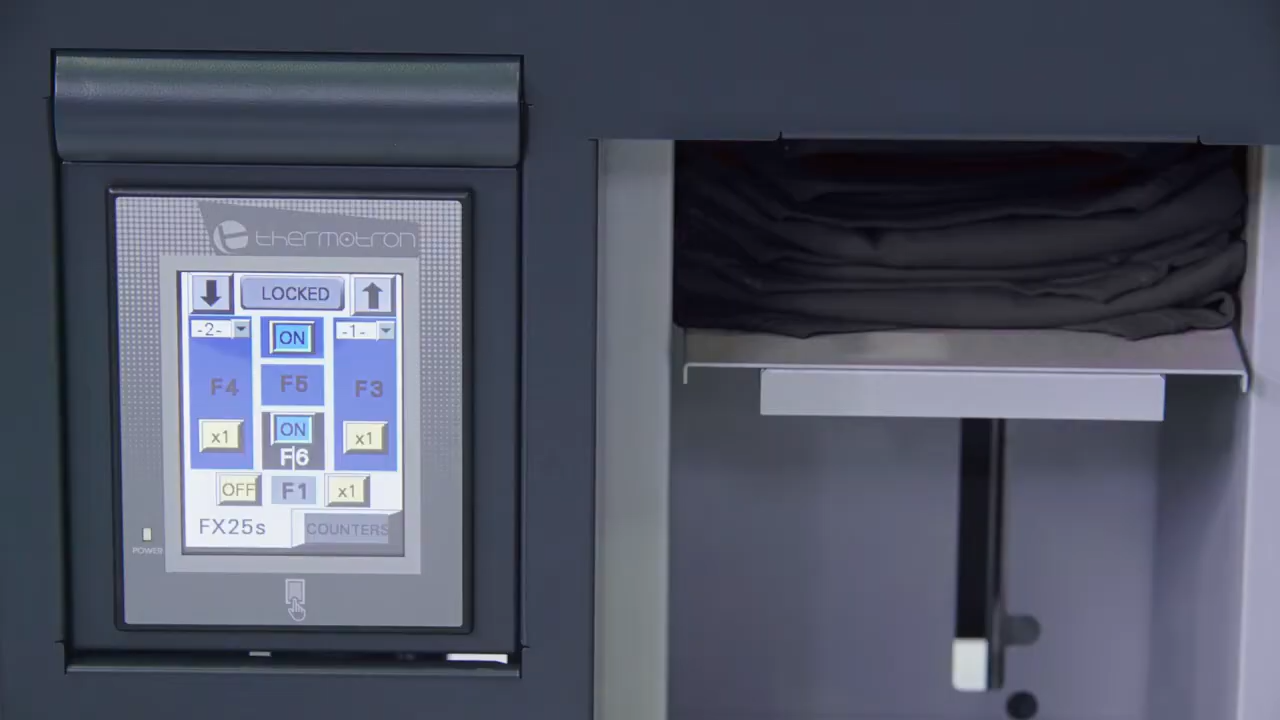 thermotron
LOCKED
-2- ON -1-
F4 F5 F3
x1 ON x1
F6
OFF F1 x1
FX25s COUNTERS
POWER